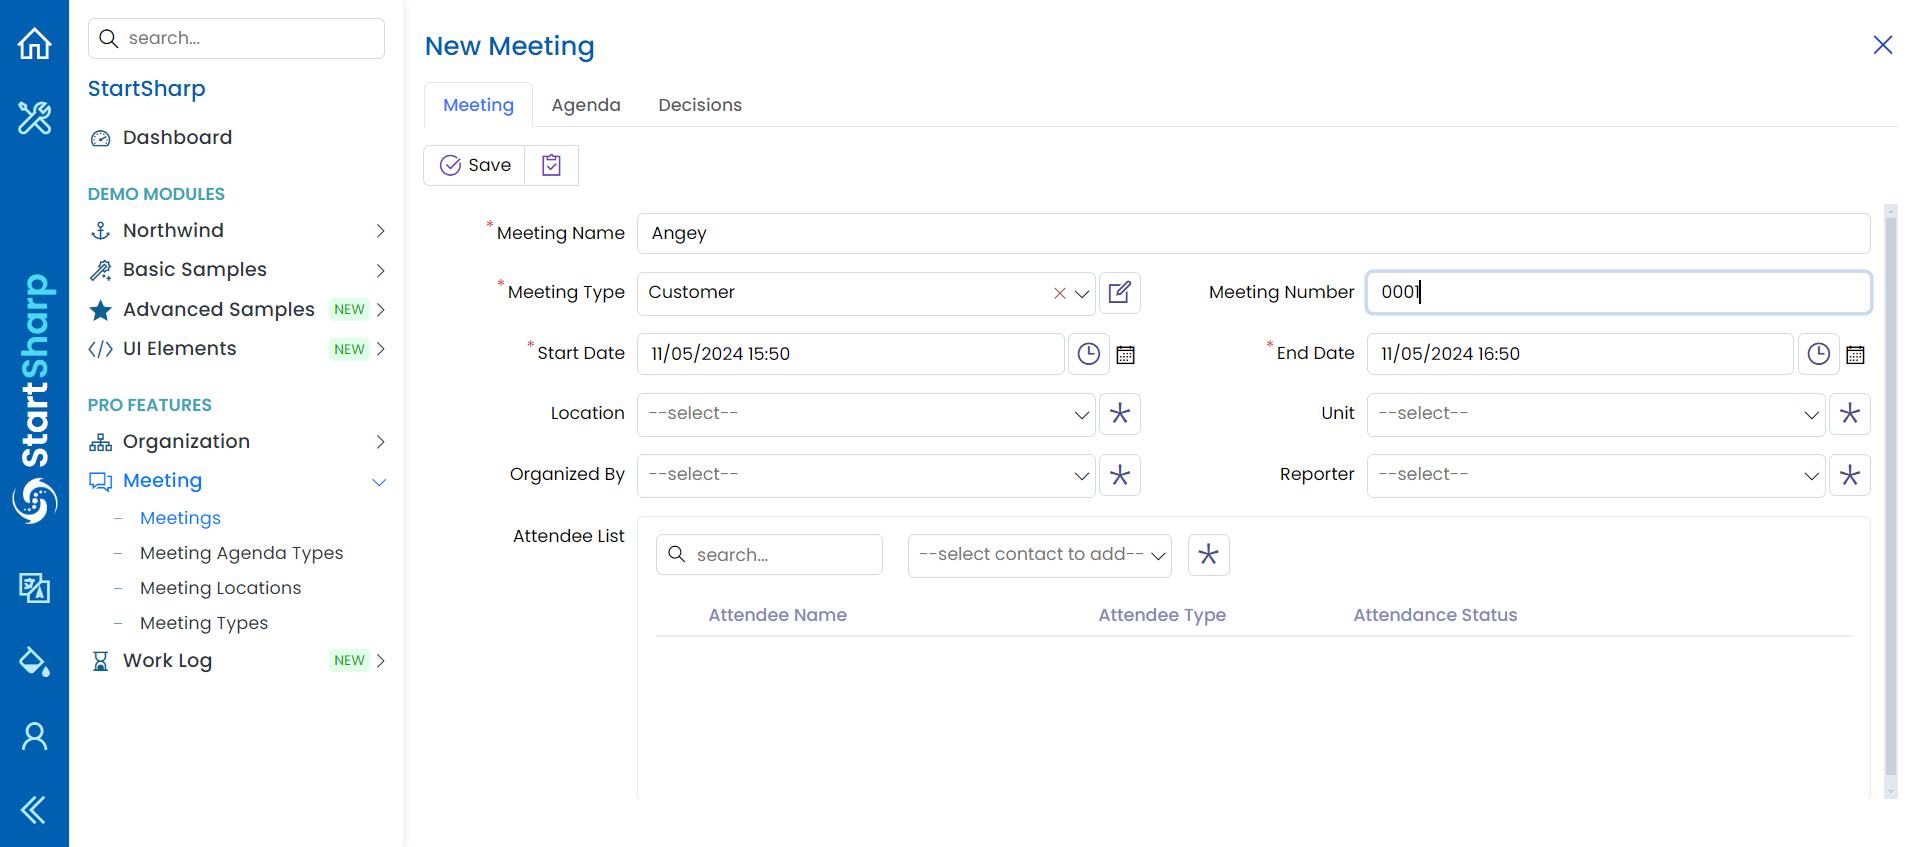 StartSharp
search...
StartSharp
Dashboard
DEMO MODULES
Northwind
Basic Samples
Advanced Samples NEW
UI Elements NEW
PRO FEATURES
Organization
Meeting
Meetings
Meeting Agenda Types
Meeting Locations
Meeting Types
Work Log NEW
New Meeting
Meeting Agenda Decisions
Save
* Meeting Name Angey
* Meeting Type Customer Meeting Number 0001
* Start Date 11/05/2024 15:50 * End Date 11/05/2024 16:50
Location --select-- Unit --select--
Organized By --select-- Reporter --select--
Attendee List search... --select contact to add--
Attendee Name Attendee Type Attendance Status